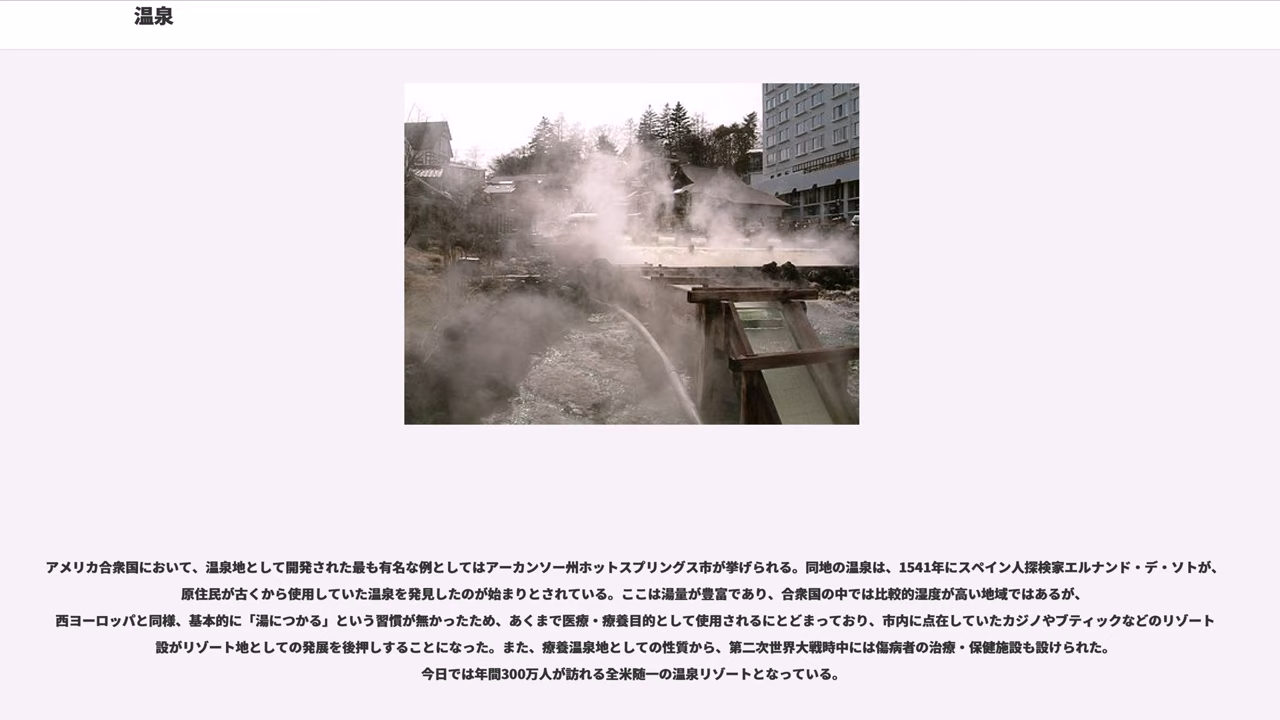 温泉
アメリカ合衆国において、温泉地として開発された最も有名な例としてはアーカンソー州ホットスプリングス市が挙げられる。同地の温泉は、1541年にスペイン人探検家エルナンド・デ・ソトが、
原住民が古くから使用していた温泉を発見したのが始まりとされている。ここは湯量が豊富であり、合衆国の中では比較的湿度が高い地域ではあるが、
西ヨーロッパと同様、基本的に「湯につかる」という習慣が無かったため、あくまで医療・療養目的として使用されるにとどまっており、市内に点在していたカジノやブティックなどのリゾート
設がリゾート地としての発展を後押しすることになった。また、療養温泉地としての性質から、第二次世界大戦時中には傷病者の治療・保健施設も設けられた。
今日では年間300万人が訪れる全米随一の温泉リゾートとなっている。